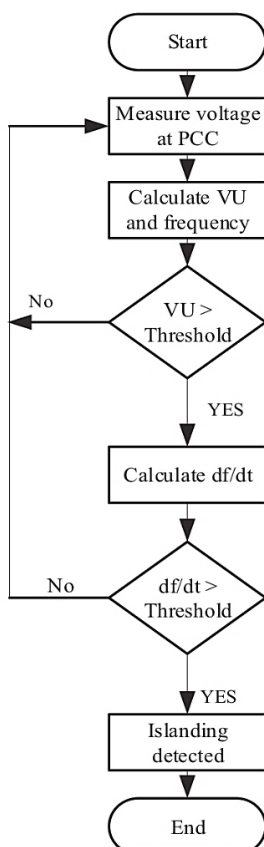 Start
Measure voltage
at PCC
Calculate VU
and frequency
VU >
Threshold
No
YES
Calculate df/dt
df/dt >
Threshold
No
YES
Islanding
detected
End